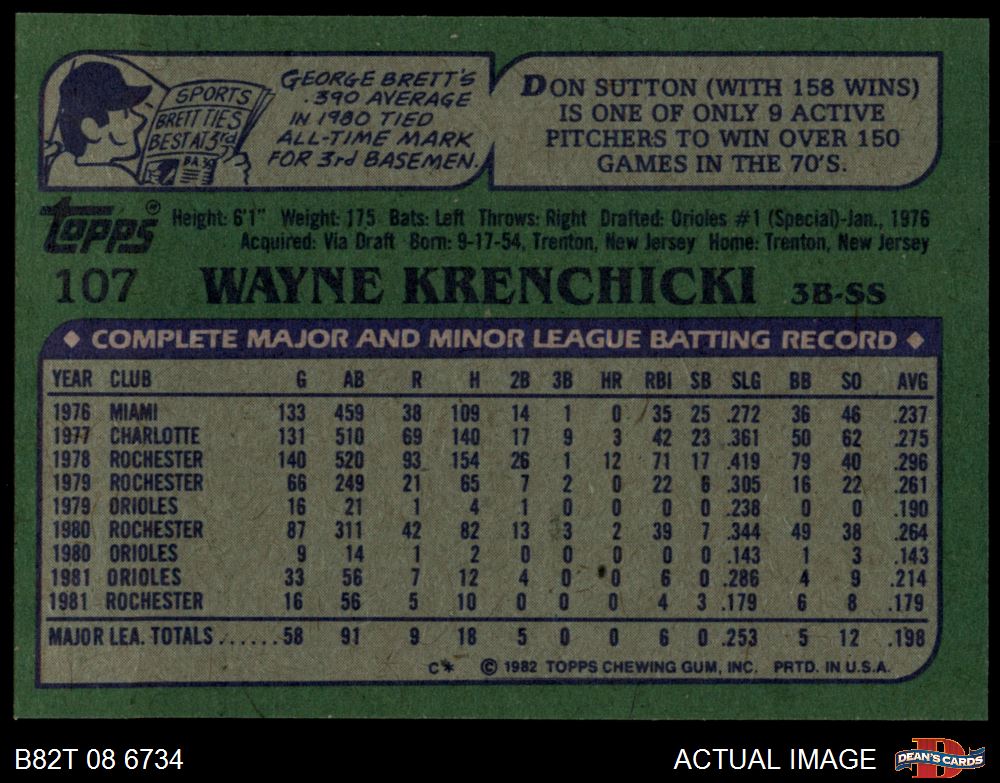 SPORTS
BRETT TIES
BEST AT 3rd
GEORGE BRETT'S
.390 AVERAGE
IN 1980 TIED
ALL-TIME MARK
FOR 3rd BASEMEN.
DON SUTTON (WITH 158 WINS)
IS ONE OF ONLY 9 ACTIVE
PITCHERS TO WIN OVER 150
GAMES IN THE 70'S.
topps®
Height: 6'1" Weight: 175 Bats: Left Throws: Right Drafted: Orioles #1 (Special)-Jan., 1976
Acquired: Via Draft Born: 9-17-54, Trenton, New Jersey Home: Trenton, New Jersey
107 WAYNE KRENCHICKI 3B-SS
◆ COMPLETE MAJOR AND MINOR LEAGUE BATTING RECORD ◆
YEAR CLUB G AB R H 2B 3B HR RBI SB SLG BB SO AVG
1976 MIAMI 133 459 38 109 14 1 0 35 25 .272 36 46 .237
1977 CHARLOTTE 131 510 69 140 17 9 3 42 23 .361 50 62 .275
1978 ROCHESTER 140 520 93 154 26 1 12 71 17 .419 79 40 .296
1979 ROCHESTER 66 249 21 65 7 2 0 22 6 .305 16 22 .261
1979 ORIOLES 16 21 1 4 1 0 0 0 0 .238 0 0 .190
1980 ROCHESTER 87 311 42 82 13 3 2 39 7 .344 49 38 .264
1980 ORIOLES 9 14 1 2 0 0 0 0 0 .143 1 3 .143
1981 ORIOLES 33 56 7 12 4 0 0 6 0 .286 4 9 .214
1981 ROCHESTER 16 56 5 10 0 0 0 4 3 .179 6 8 .179
MAJOR LEA. TOTALS......58 91 9 18 5 0 0 6 0 .253 5 12 .198
C* © 1982 TOPPS CHEWING GUM, INC. PRTD. IN U.S.A.
B82T 08 6734
ACTUAL IMAGE
D
DEAN'S CARDS